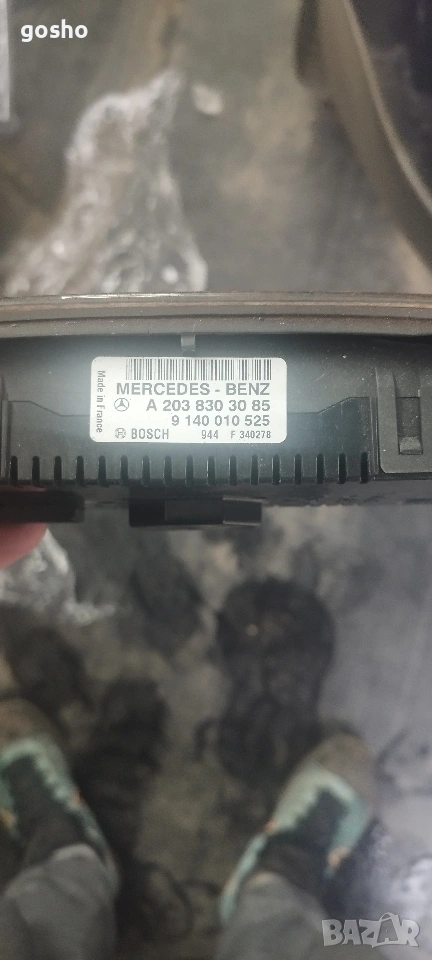 gosho
Made in France
MERCEDES - BENZ
A 203 830 30 85
9 140 010 525
BOSCH 944 F 340278
BAZAR